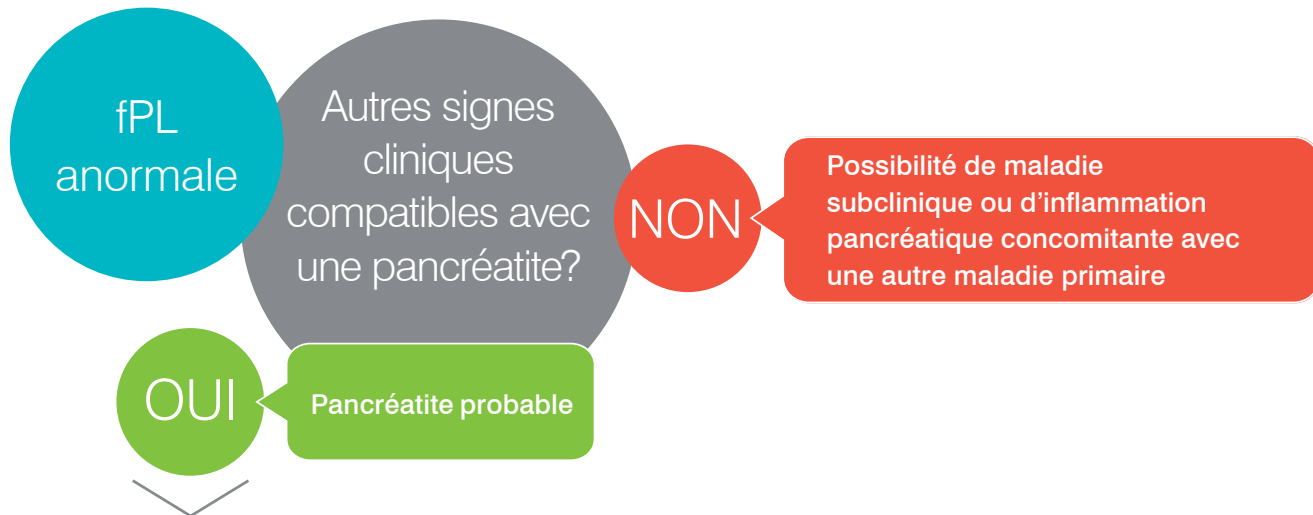 fPL
anormale
Autres signes
cliniques
compatibles avec
une pancréatite?
NON
Possibilité de maladie
subclinique ou d’inflammation
pancréatique concomitante avec
une autre maladie primaire
OUI
Pancréatite probable